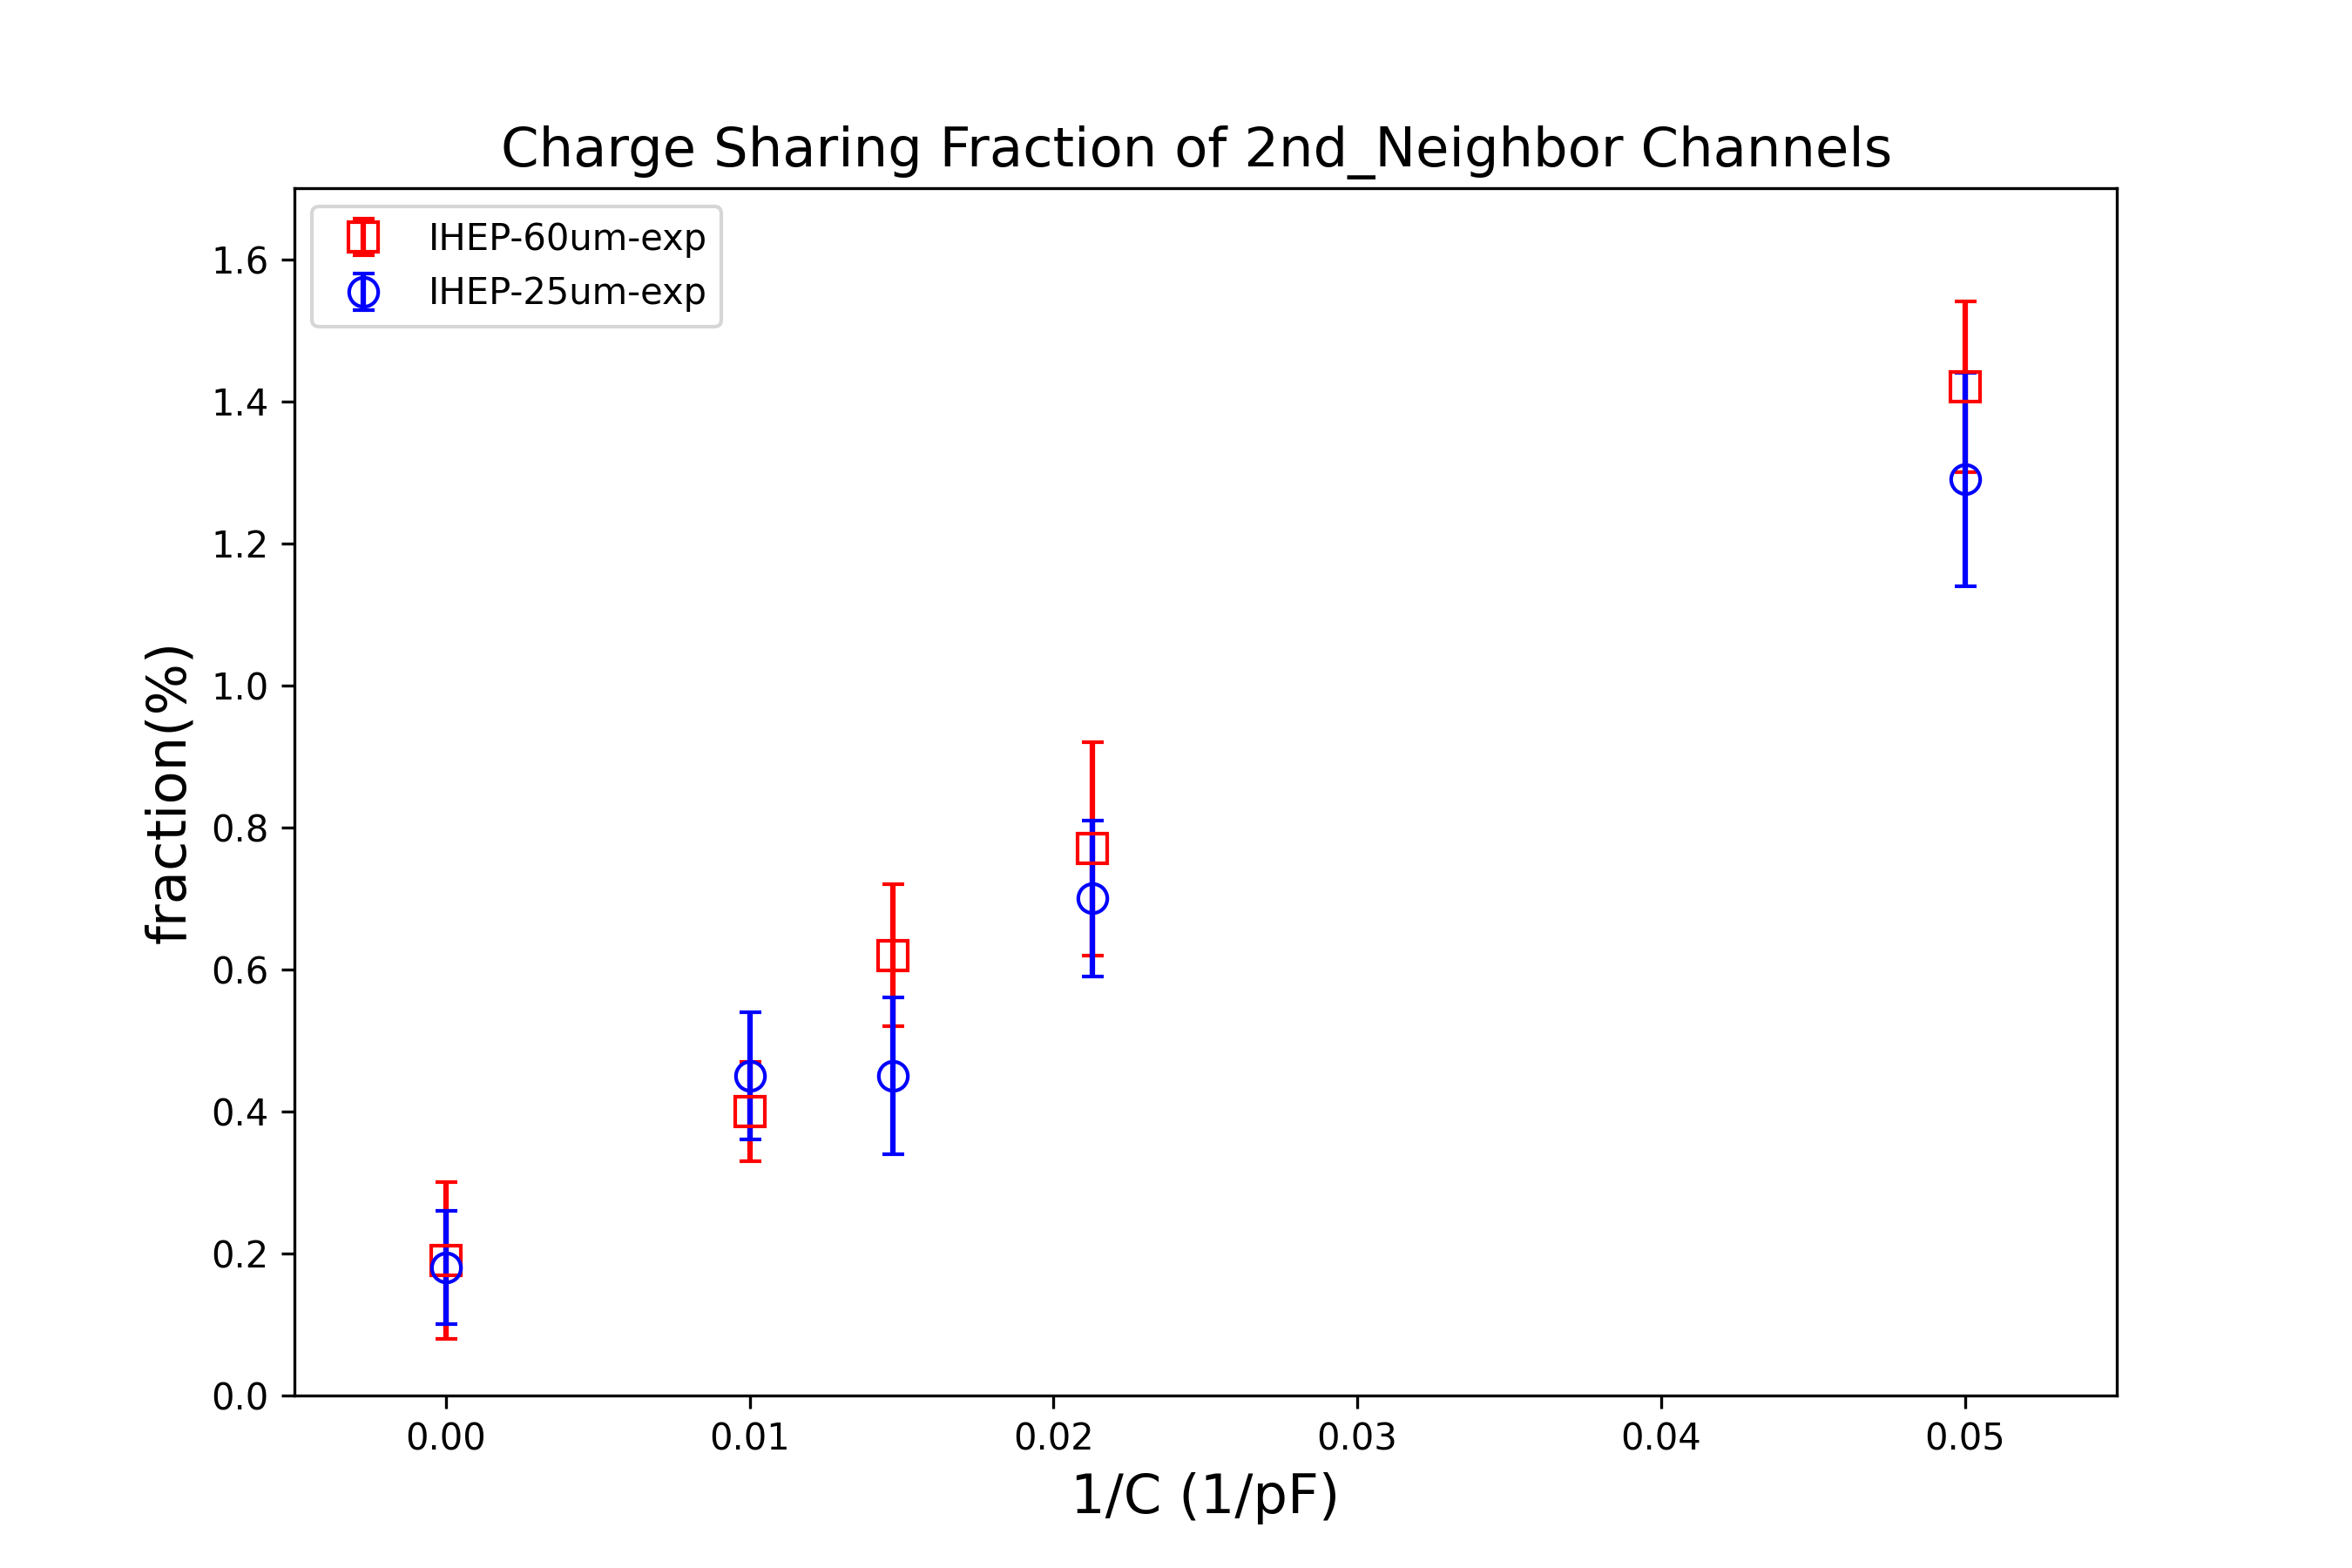 Charge Sharing Fraction of 2nd_Neighbor Channels
IHEP-60um-exp
IHEP-25um-exp
1.6
1.4
1.2
1.0
0.8
0.6
0.4
0.2
0.0
fraction(%)
0.00 0.01 0.02 0.03 0.04 0.05
1/C (1/pF)